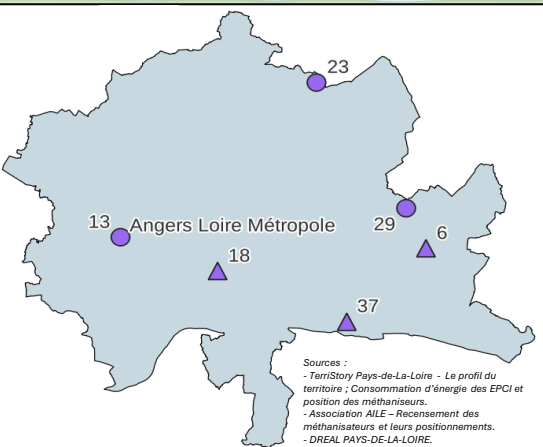 23
13 Angers Loire Métropole
29
6
18
37
Sources :
- TerriStory Pays-de-La-Loire - Le profil du
territoire ; Consommation d'énergie des EPCI et
position des méthaniseurs.
- Association AILE – Recensement des
méthanisateurs et leurs positionnements.
- DREAL PAYS-DE-LA-LOIRE.